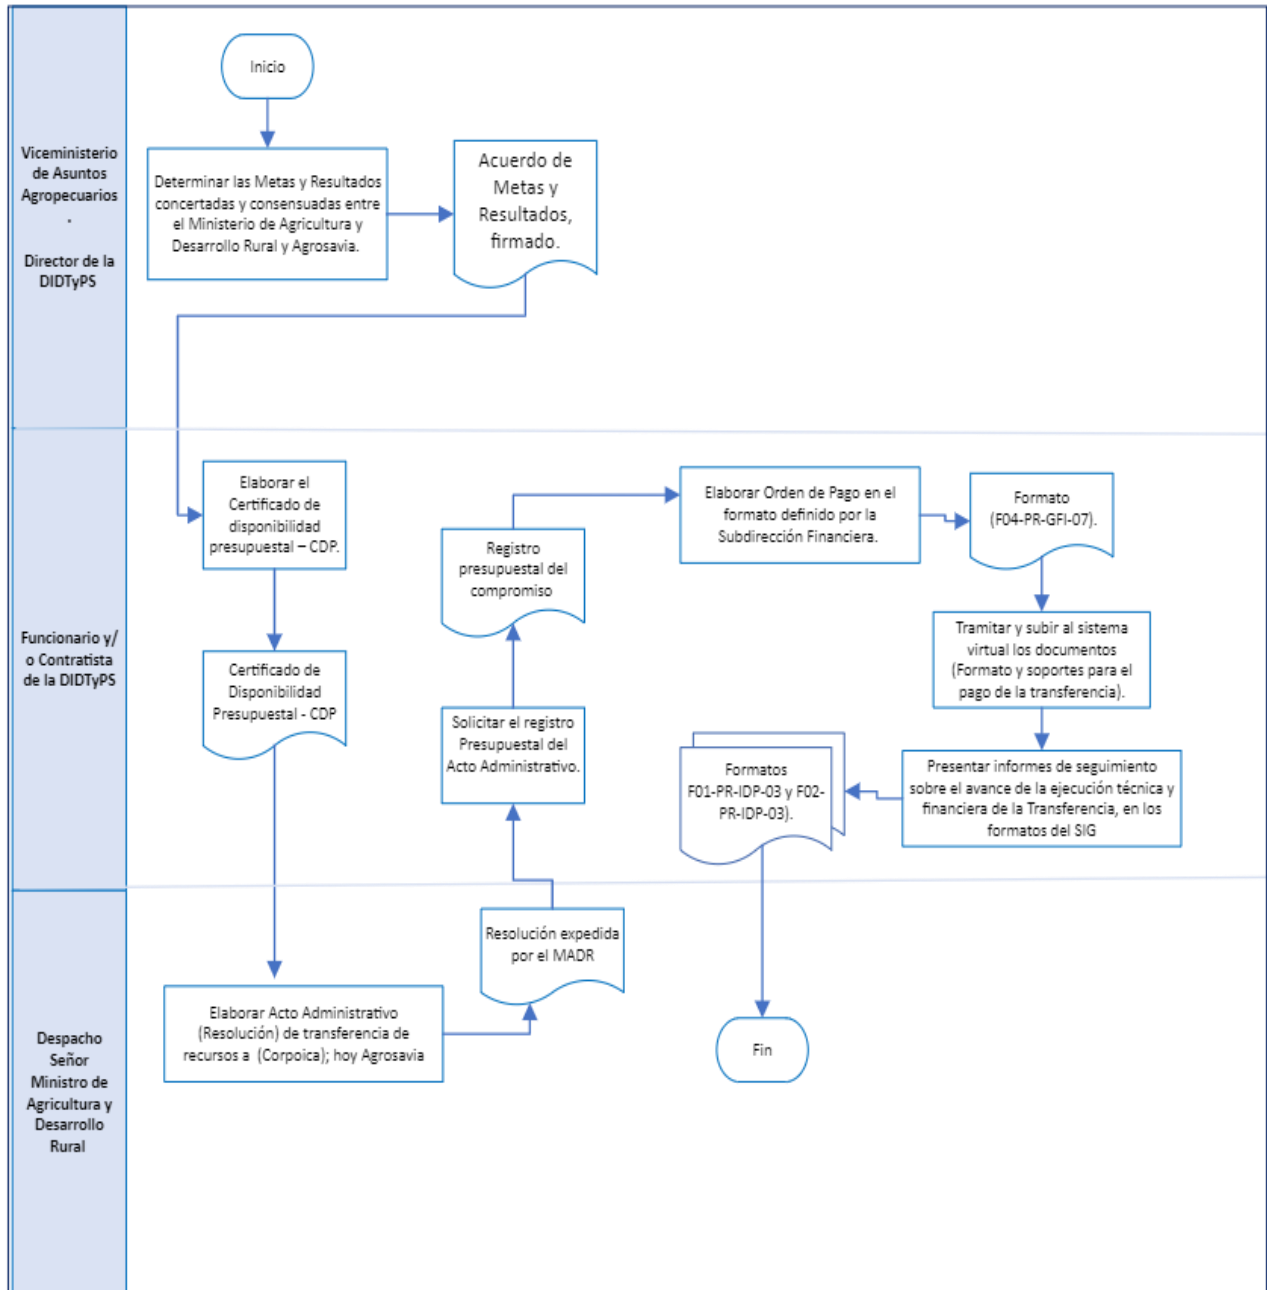 Viceministerio
de Asuntos
Agropecuarios
.
Director de la
DIDTyPS
Inicio
Determinar las Metas y Resultados
concertadas y consensuadas entre
el Ministerio de Agricultura y
Desarrollo Rural y Agrosavia.
Acuerdo de
Metas y
Resultados,
firmado.
Funcionario y/
o Contratista
de la DIDTyPS
Elaborar el
Certificado de
disponibilidad
presupuestal – CDP.
Certificado de
Disponibilidad
Presupuestal - CDP
Registro
presupuestal del
compromiso
Solicitar el registro
Presupuestal del
Acto Administrativo.
Elaborar Orden de Pago en el
formato definido por la
Subdirección Financiera.
Formato
(F04-PR-GFI-07).
Tramitar y subir al sistema
virtual los documentos
(Formato y soportes para el
pago de la transferencia).
Presentar informes de seguimiento
sobre el avance de la ejecución técnica y
financiera de la Transferencia, en los
formatos del SIG
Formatos
F01-PR-IDP-03 y F02-
PR-IDP-03).
Despacho
Señor
Ministro de
Agricultura y
Desarrollo
Rural
Elaborar Acto Administrativo
(Resolución) de transferencia de
recursos a  (Corpoica); hoy Agrosavia
Resolución expedida
por el MADR
Fin